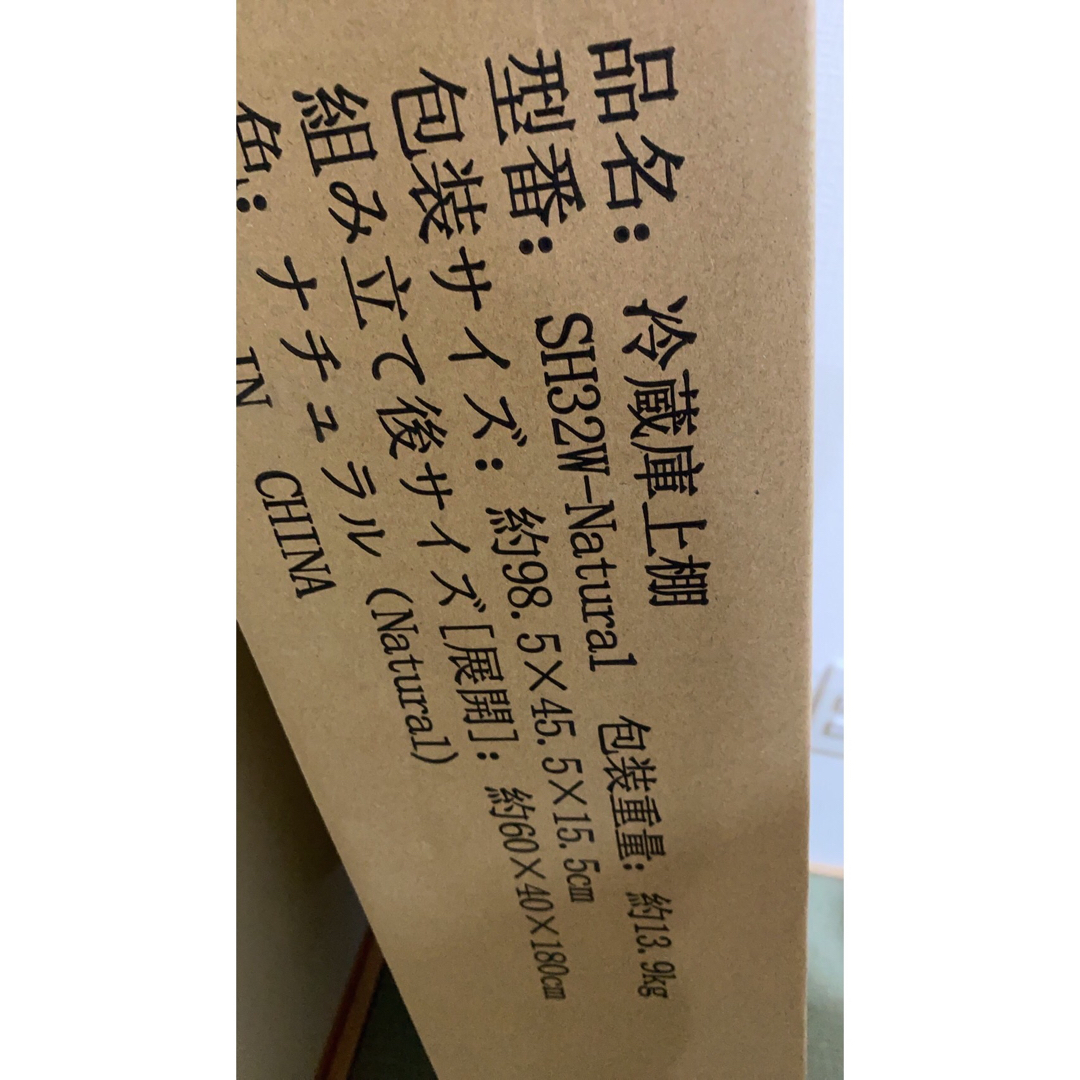 品名: 冷蔵庫上棚
型番: SH32W-Natural 包装重量: 約13.9kg
包装サイズ: 約98.5×45.5×15.5cm
組み立て後サイズ[展開]: 約60×40×180cm
色: ナチュラル (Natural)
IN CHINA